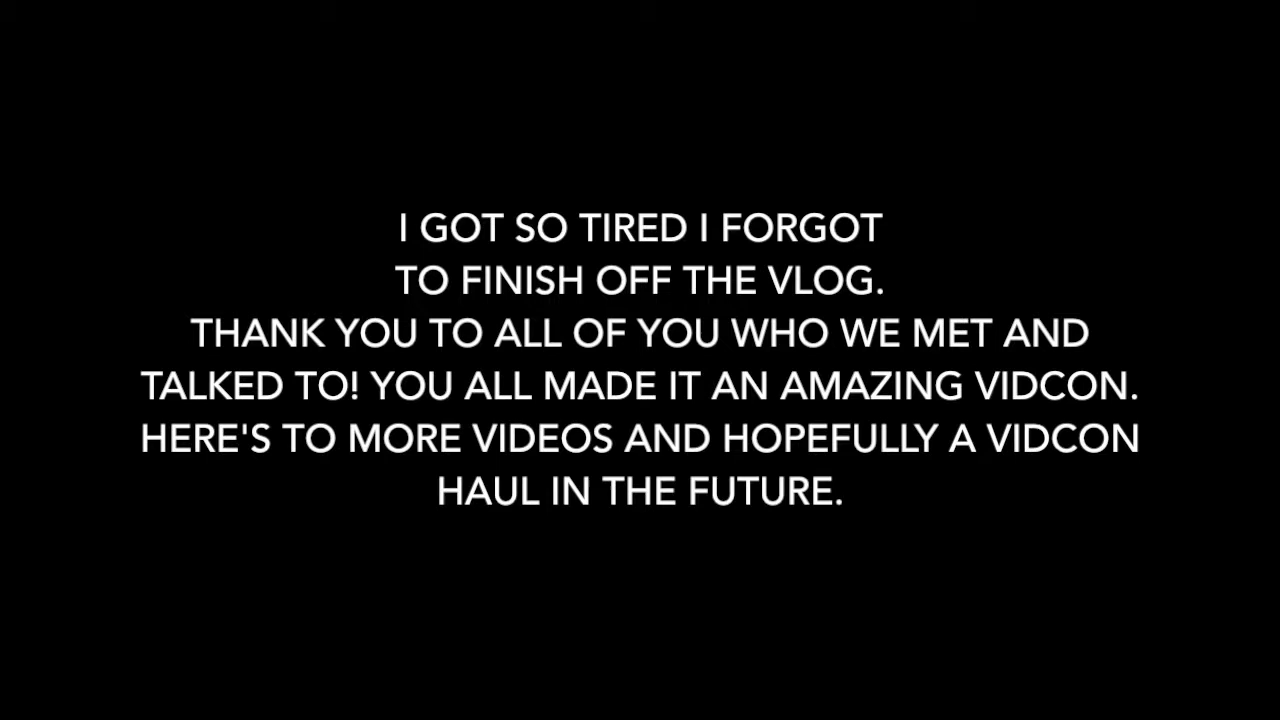 I GOT SO TIRED I FORGOT
TO FINISH OFF THE VLOG.
THANK YOU TO ALL OF YOU WHO WE MET AND
TALKED TO! YOU ALL MADE IT AN AMAZING VIDCON.
HERE'S TO MORE VIDEOS AND HOPEFULLY A VIDCON
HAUL IN THE FUTURE.